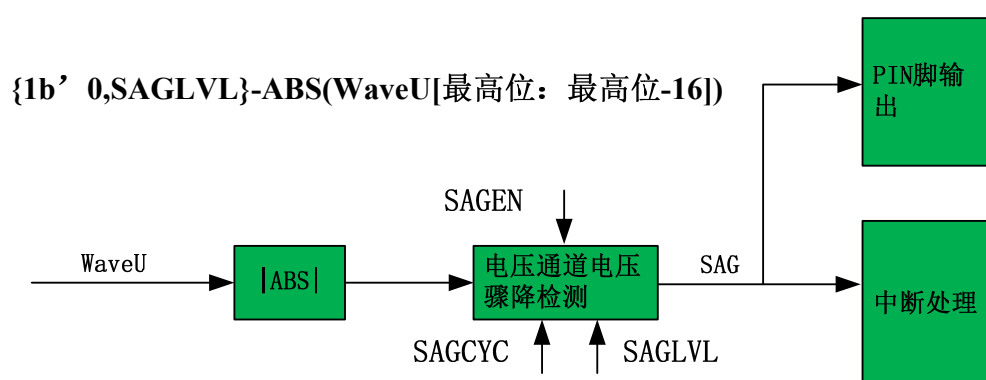 {1b’0,SAGLVL}-ABS(WaveU[最高位：最高位-16])
PIN脚输
出
SAGEN
WaveU
|ABS|
电压通道电压
骤降检测
SAG
中断处理
SAGCYC
SAGLVL